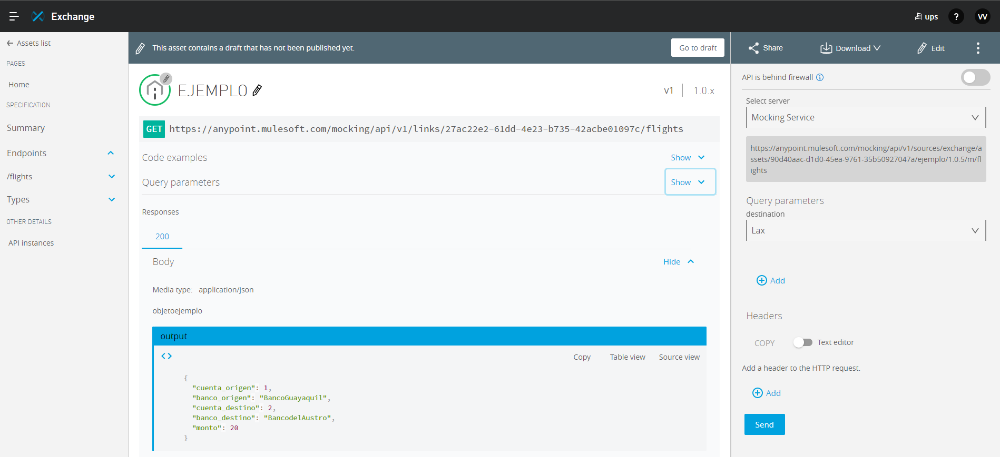 Exchange
ups
?
VV
Assets list
PAGES
Home
SPECIFICATION
Summary
Endpoints
/flights
Types
OTHER DETAILS
API instances
This asset contains a draft that has not been published yet.
Go to draft
EJEMPLO
v1
1.0.x
GET https://anypoint.mulesoft.com/mocking/api/v1/links/27ac22e2-61dd-4e23-b735-42acbe01097c/flights
Code examples
Show
Query parameters
Show
Responses
200
Body
Hide
Media type: application/json
objetoejemplo
output
Copy
Table view
Source view
{
"cuenta_origen": 1,
"banco_origen": "BancoGuayaquil",
"cuenta_destino": 2,
"banco_destino": "BancodelAustro",
"monto": 20
}
Share
Download
Edit
API is behind firewall
Select server
Mocking Service
https://anypoint.mulesoft.com/mocking/api/v1/sources/exchange/a
ssets/90d40aac-d1d0-45ea-9761-35b50927047a/ejemplo/1.0.5/m/fl
ights
Query parameters
destination
Lax
Add
Headers
COPY
Text editor
Add a header to the HTTP request.
Add
Send